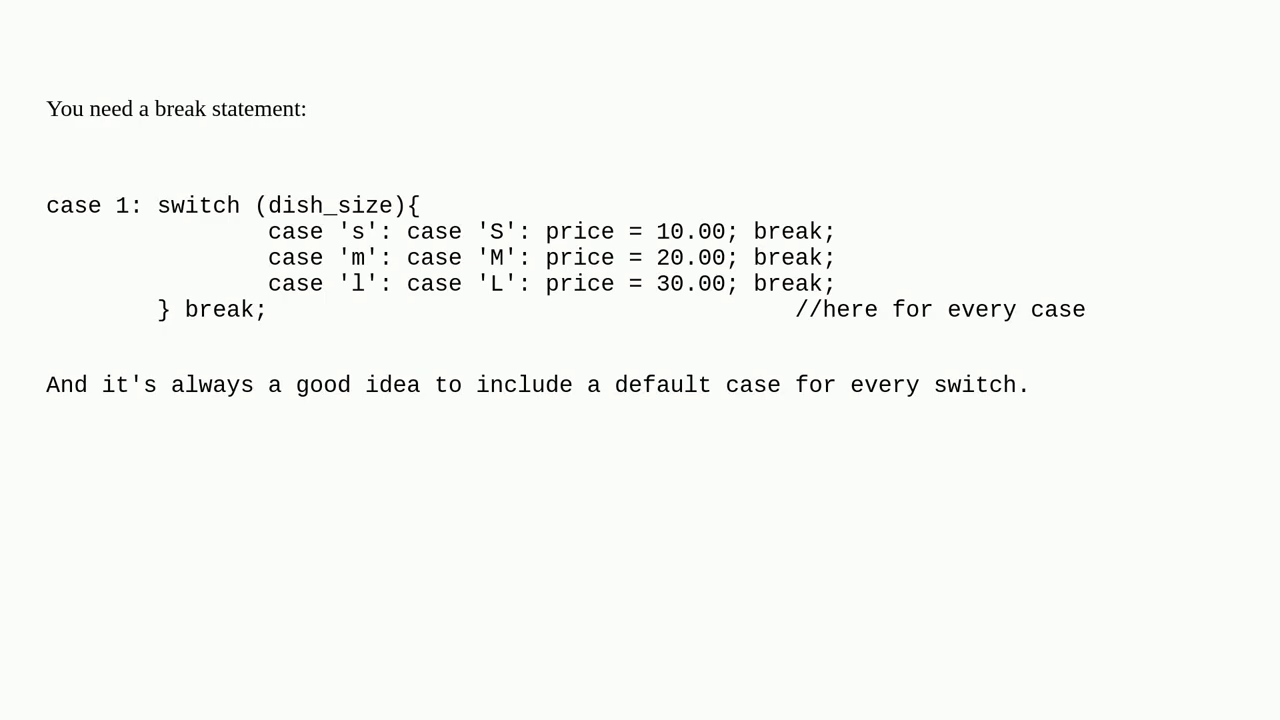 You need a break statement:
case 1: switch (dish_size){
                case 's': case 'S': price = 10.00; break;
                case 'm': case 'M': price = 20.00; break;
                case 'l': case 'L': price = 30.00; break;
        } break;                                      //here for every case
And it's always a good idea to include a default case for every switch.